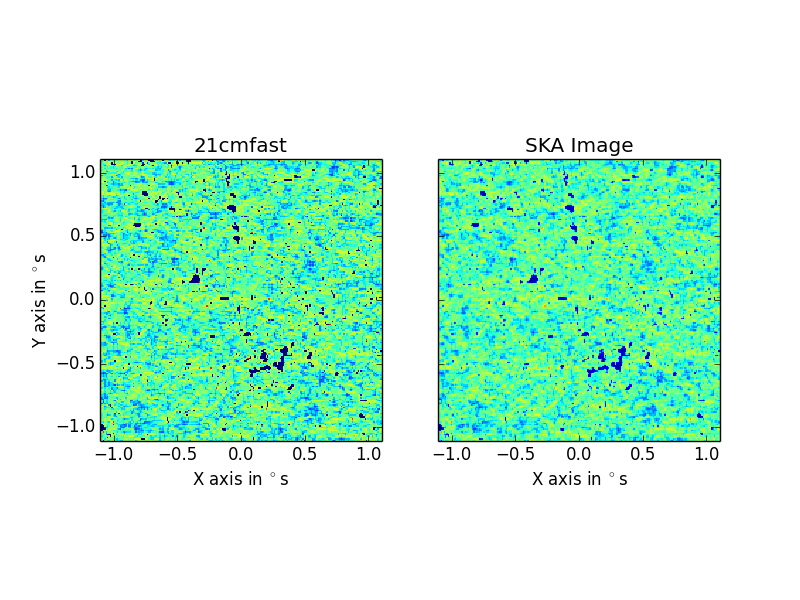 21cmfast
SKA Image
1.0
0.5
0.0
−0.5
−1.0
Y axis in °s
−1.0 −0.5 0.0 0.5 1.0
−1.0 −0.5 0.0 0.5 1.0
X axis in °s
X axis in °s